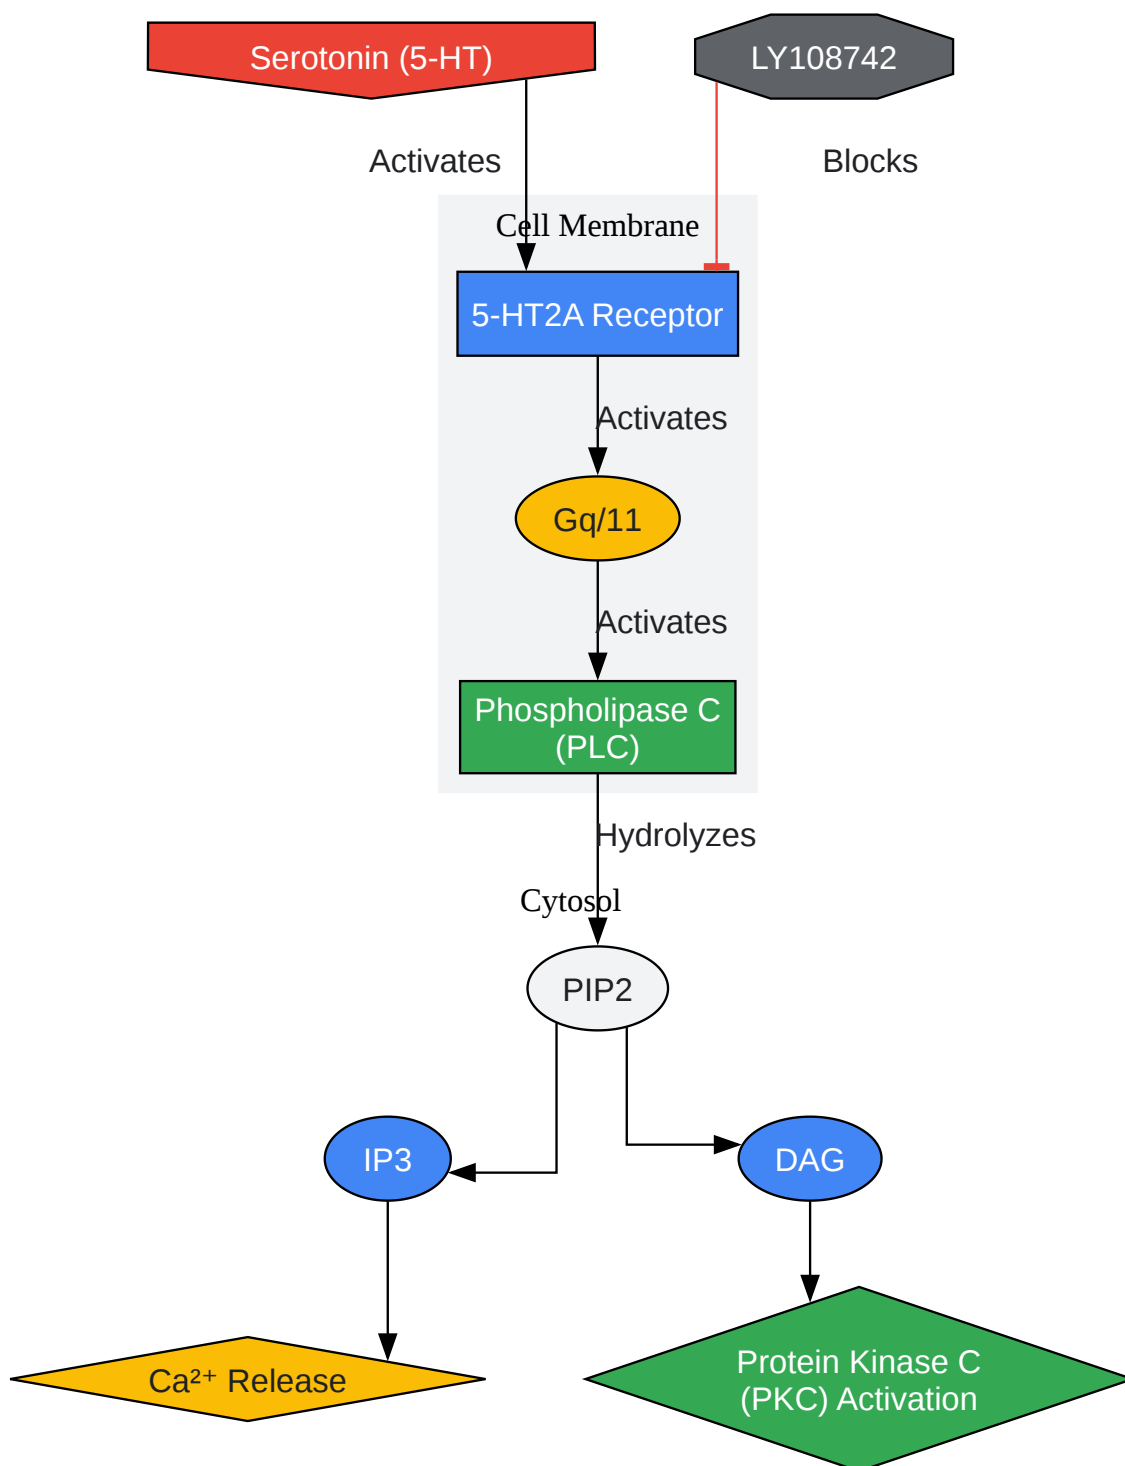 Serotonin (5-HT)
LY108742
Activates
Blocks
Cell Membrane
5-HT2A Receptor
Activates
Gq/11
Activates
Phospholipase C
(PLC)
Hydrolyzes
Cytosol
PIP2
IP3
DAG
Ca²⁺ Release
Protein Kinase C
(PKC) Activation